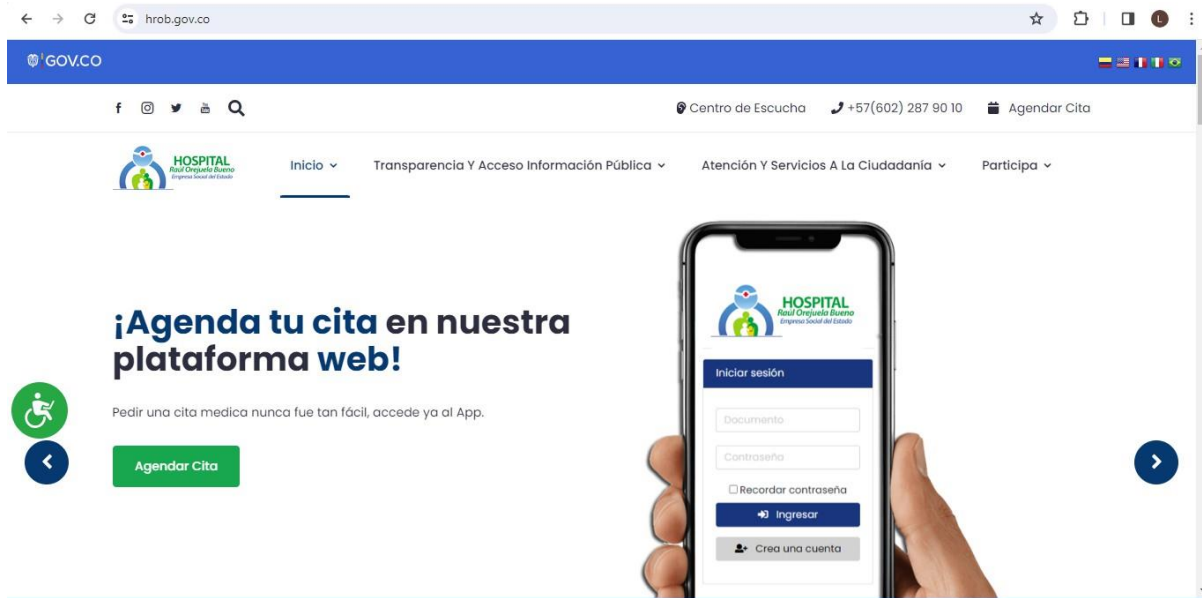 hrob.gov.co
L
GOV.CO
Centro de Escucha +57(602) 287 90 10 Agendar Cita
HOSPITAL
Raúl Orejuela Bueno
Empresa Social del Estado
Inicio Transparencia Y Acceso Información Pública Atención Y Servicios A La Ciudadanía Participa
¡Agenda tu cita en nuestra
plataforma web!
Pedir una cita medica nunca fue tan fácil, accede ya al App.
Agendar Cita
HOSPITAL
Raúl Orejuela Bueno
Empresa Social del Estado
Iniciar sesión
Documento
Contraseña
Recordar contraseña
Ingresar
Crea una cuenta